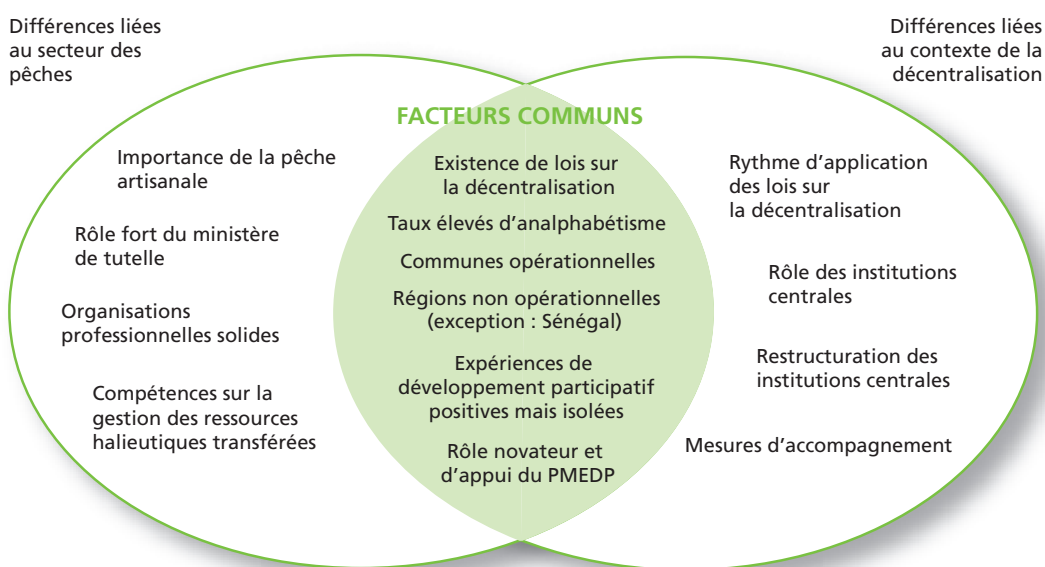 Différences liées
au secteur des
pêches
Différences liées
au contexte de la
décentralisation
FACTEURS COMMUNS
Importance de la pêche
artisanale
Rôle fort du ministère
de tutelle
Organisations
professionnelles solides
Compétences sur la
gestion des ressources
halieutiques transférées
Existence de lois sur
la décentralisation
Taux élevés d'analphabétisme
Communes opérationnelles
Régions non opérationnelles
(exception : Sénégal)
Expériences de
développement participatif
positives mais isolées
Rôle novateur et
d'appui du PMEDP
Rythme d'application
des lois sur
la décentralisation
Rôle des institutions
centrales
Restructuration des
institutions centrales
Mesures d'accompagnement